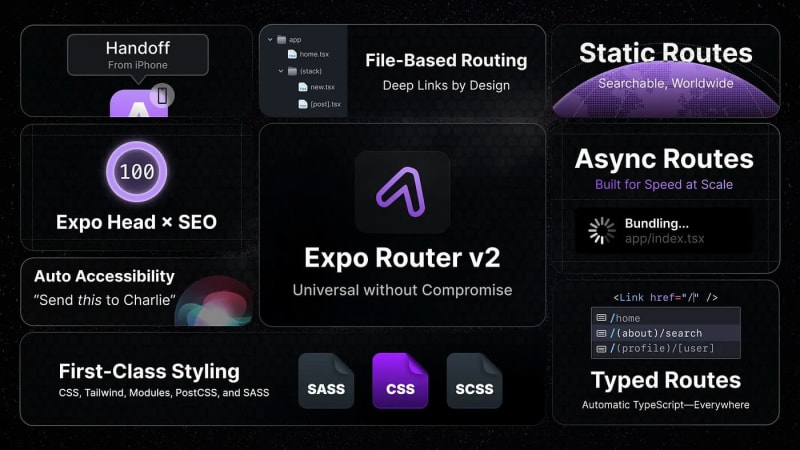 Handoff
From iPhone
app
home.tsx
(stack)
new.tsx
[post].tsx
File-Based Routing
Deep Links by Design
Static Routes
Searchable, Worldwide
100
Expo Head × SEO
Expo Router v2
Universal without Compromise
Async Routes
Built for Speed at Scale
Bundling...
app/index.tsx
Auto Accessibility
“Send this to Charlie”
First-Class Styling
CSS, Tailwind, Modules, PostCSS, and SASS
SASS
CSS
SCSS
<Link href="/" />
/home
/(about)/search
/(profile)/[user]
Typed Routes
Automatic TypeScript—Everywhere